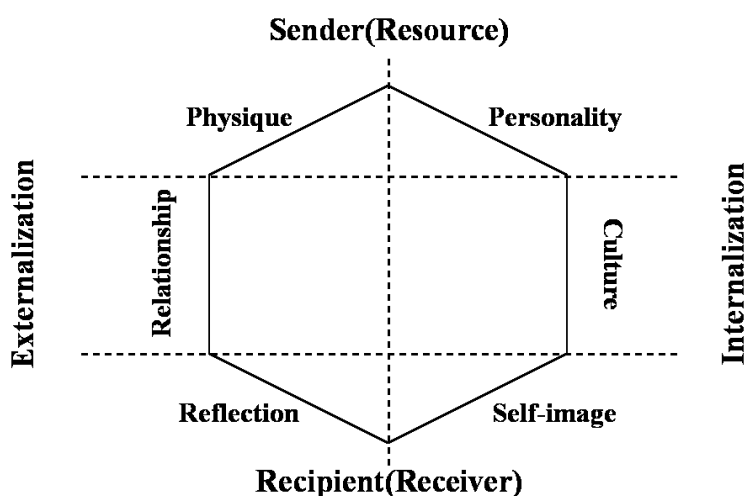 Sender(Resource)
Physique
Personality
Externalization
Relationship
Culture
Internalization
Reflection
Self-image
Recipient(Receiver)